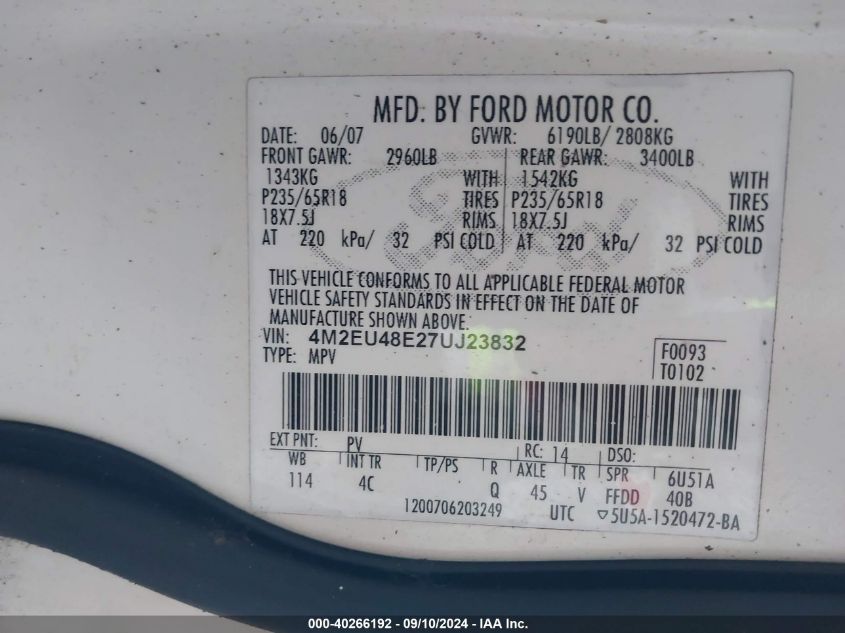 MFD. BY FORD MOTOR CO.
DATE: 06/07 GVWR: 6190LB/ 2808KG
FRONT GAWR: 2960LB REAR GAWR: 3400LB
1343KG WITH 1542KG WITH
P235/65R18 TIRES P235/65R18 TIRES
18X7.5J RIMS 18X7.5J RIMS
AT 220 kPa/ 32 PSI COLD AT 220 kPa/ 32 PSI COLD
Ford
THIS VEHICLE CONFORMS TO ALL APPLICABLE FEDERAL MOTOR
VEHICLE SAFETY STANDARDS IN EFFECT ON THE DATE OF
MANUFACTURE SHOWN ABOVE.
VIN: 4M2EU48E27UJ23832 F0093
TYPE: MPV T0102
EXT PNT: PV RC: 14 DSO:
WB INT TR TP/PS R AXLE TR SPR 6U51A
114 4C Q 45 V FFDD 40B
1200706203249 UTC ▽5U5A-1520472-BA
000-40266192 - 09/10/2024 - IAA Inc.